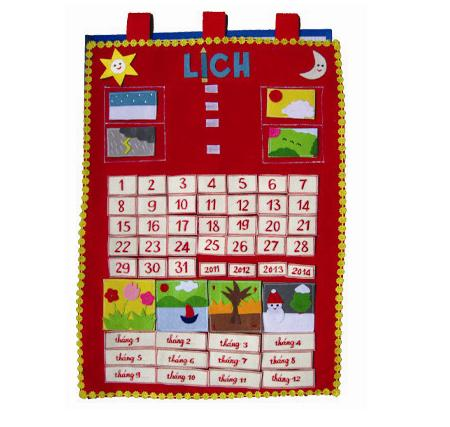 LỊCH
1 2 3 4 5 6 7
8 9 10 11 12 13 14
15 16 17 18 19 20 21
22 23 24 25 26 27 28
29 30 31 2011 2012 2013 2014
tháng 1 tháng 2 tháng 3 tháng 4
tháng 5 tháng 6 tháng 7 tháng 8
tháng 9 tháng 10 tháng 11 tháng 12